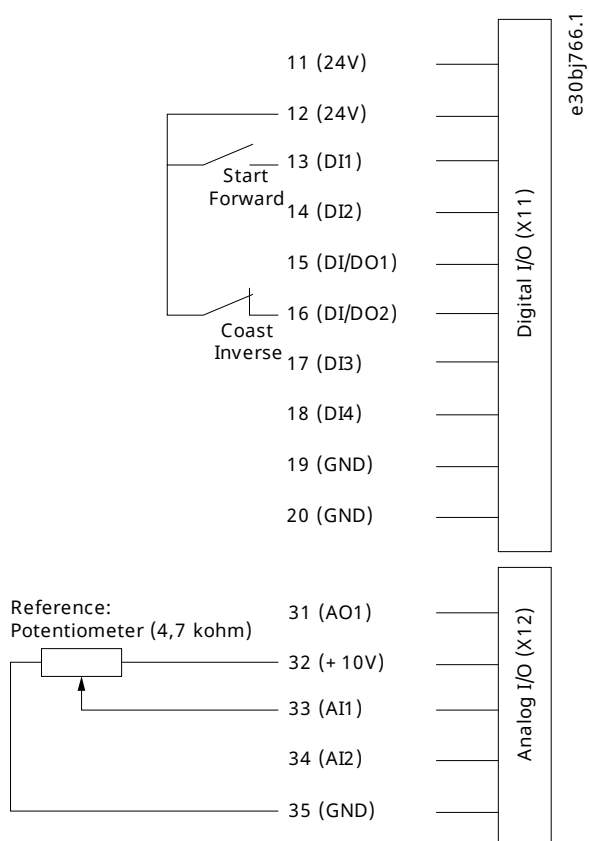 e30bj766.1
11 (24V)
12 (24V)
13 (DI1)
Start
Forward
14 (DI2)
15 (DI/DO1)
16 (DI/DO2)
Coast
Inverse
17 (DI3)
18 (DI4)
19 (GND)
20 (GND)
Digital I/O (X11)
Reference:
Potentiometer (4,7 kohm)
31 (AO1)
32 (+10V)
33 (AI1)
34 (AI2)
35 (GND)
Analog I/O (X12)